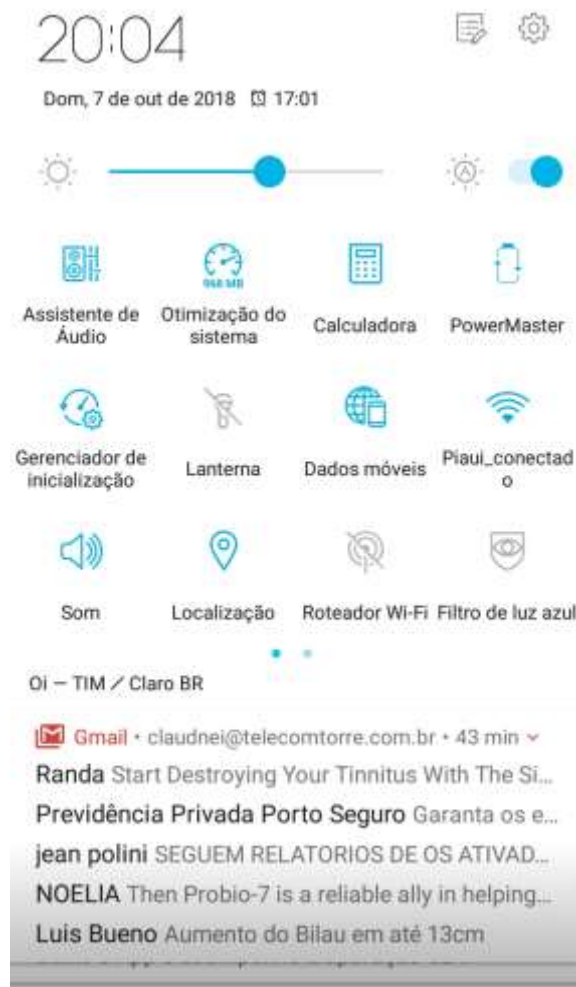 20:04
Dom, 7 de out de 2018 17:01
A
968 MB
Assistente de Áudio
Otimização do sistema
Calculadora
PowerMaster
Gerenciador de inicialização
Lanterna
Dados móveis
Piaui_conectado
Som
Localização
Roteador Wi-Fi
Filtro de luz azul
Oi — TIM / Claro BR
Gmail • claudnei@telecomtorre.com.br • 43 min
Randa Start Destroying Your Tinnitus With The Si...
Previdência Privada Porto Seguro Garanta os e...
jean polini SEGUEM RELATORIOS DE OS ATIVAD...
NOELIA Then Probio-7 is a reliable ally in helping...
Luis Bueno Aumento do Bilau em até 13cm